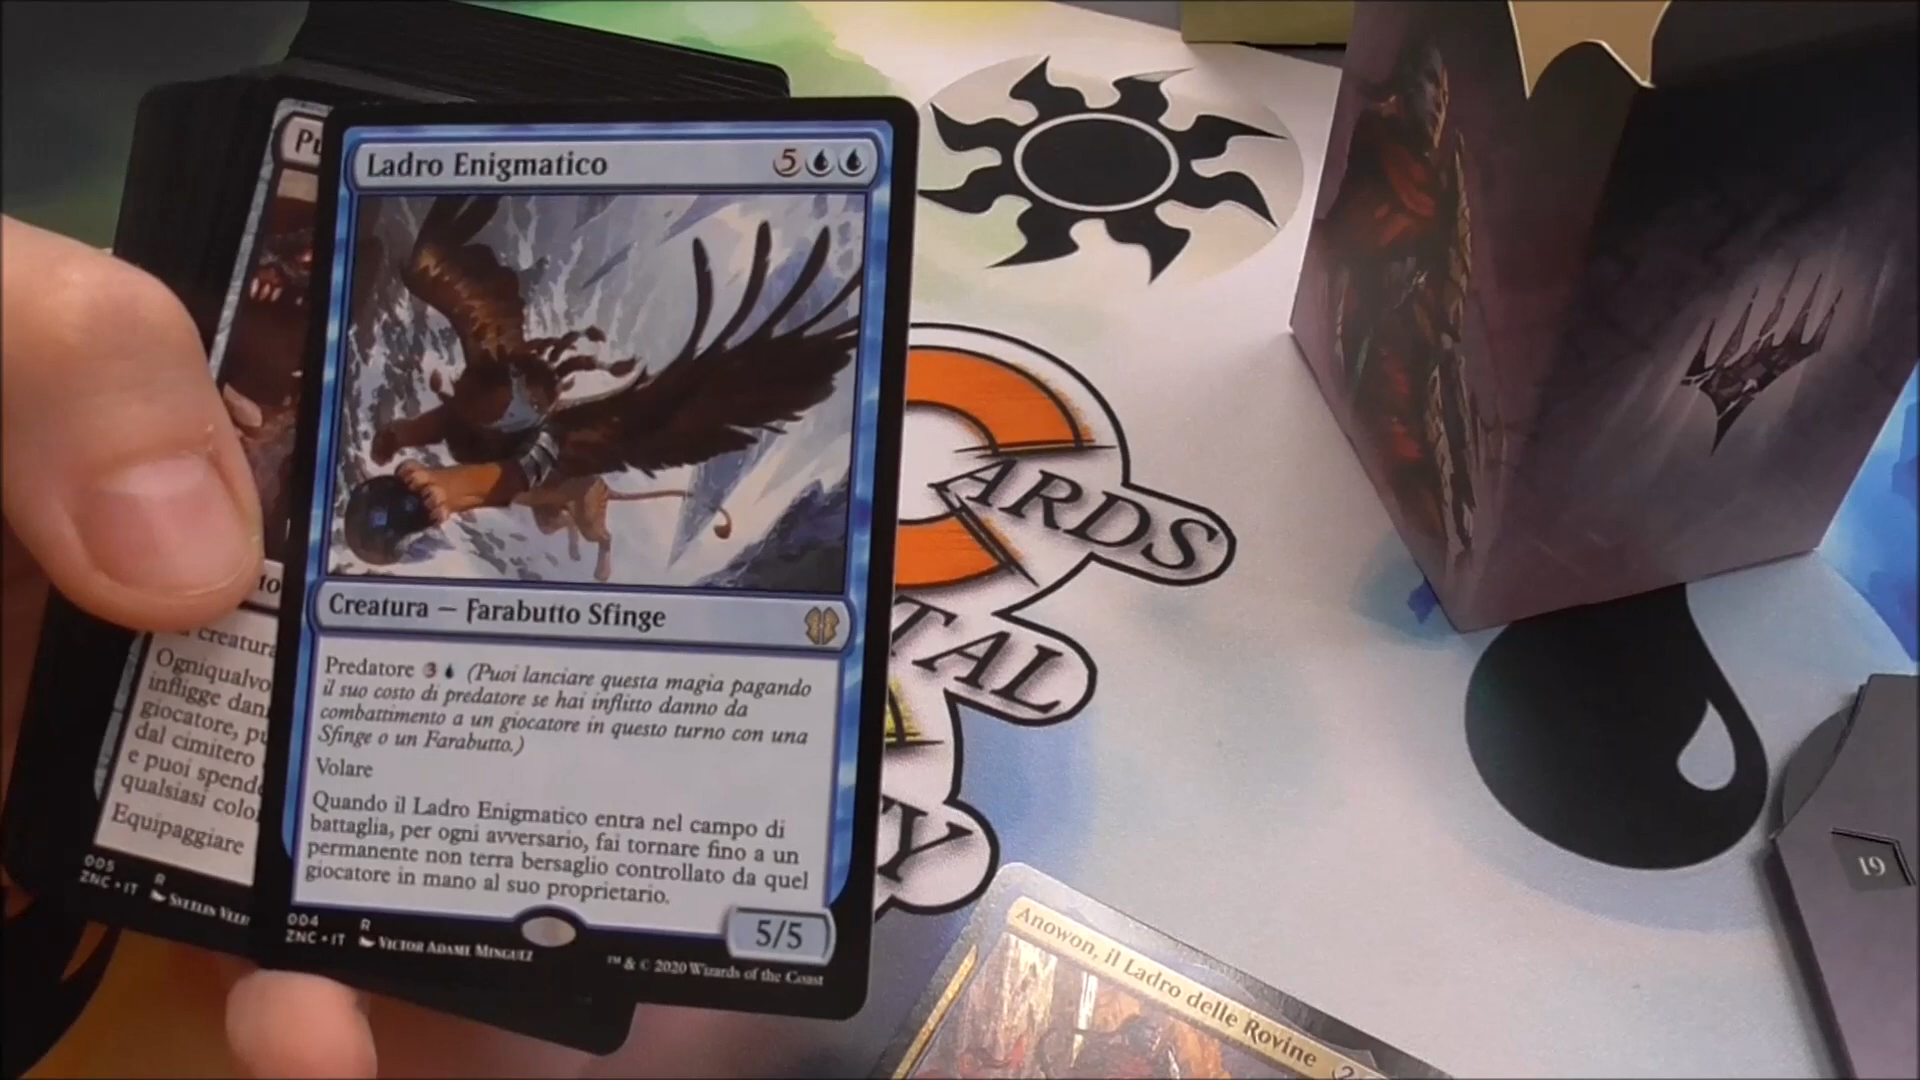 Ladro Enigmatico 5
Creatura — Farabutto Sfinge
Predatore 3 (Puoi lanciare questa magia pagando
il suo costo di predatore se hai inflitto danno da
combattimento a un giocatore in questo turno con una
Sfinge o un Farabutto.)
Volare
Quando il Ladro Enigmatico entra nel campo di
battaglia, per ogni avversario, fai tornare fino a un
permanente non terra bersaglio controllato da quel
giocatore in mano al suo proprietario.
5/5
004 R
ZNC • IT Victor Adame Minguez
™ & © 2020 Wizards of the Coast
creatura
Ogniqualvo
infligge dan
giocatore, pu
dal cimitero
e puoi spend
qualsiasi colo
Equipaggiare
005 R
ZNC • IT
CARDS
TAL
TY
19
Anowon, il Ladro delle Rovine 2